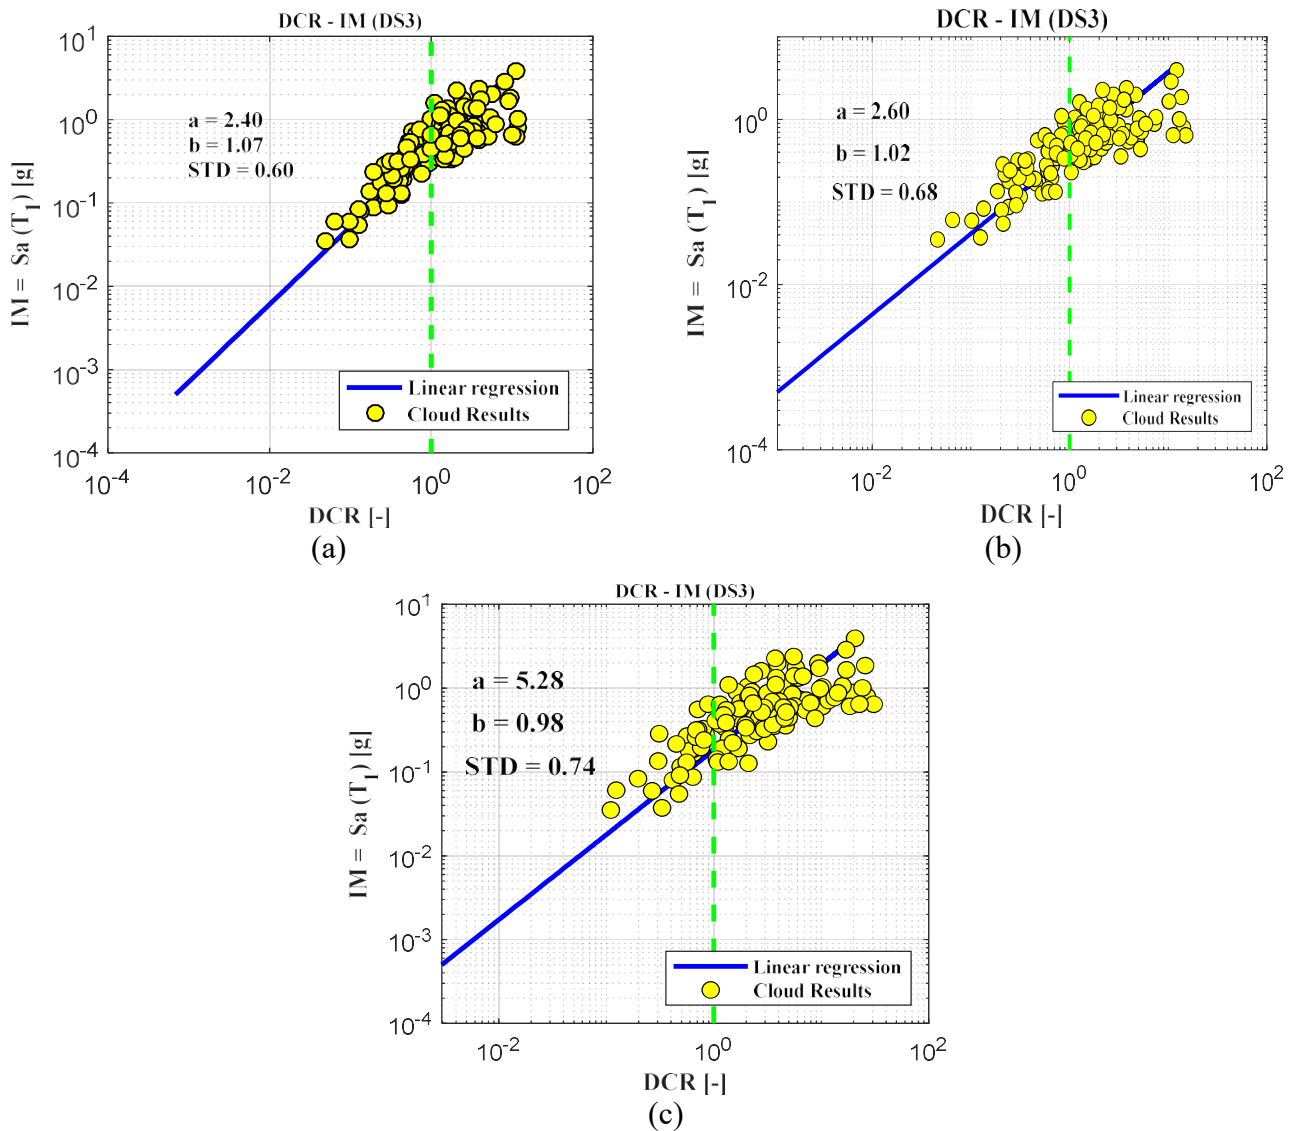 DCR - IM (DS3)
10^1
10^0
10^-1
10^-2
10^-3
10^-4
IM = Sa (T_1) [g]
a = 2.40
b = 1.07
STD = 0.60
Linear regression
Cloud Results
10^-4
10^-2
10^0
10^2
DCR [-]
(a)
DCR - IM (DS3)
10^0
10^-2
10^-4
IM = Sa (T_1) [g]
a = 2.60
b = 1.02
STD = 0.68
Linear regression
Cloud Results
10^-2
10^0
10^2
DCR [-]
(b)
DCR - IM (DS3)
10^1
10^0
10^-1
10^-2
10^-3
10^-4
IM = Sa (T_1) [g]
a = 5.28
b = 0.98
STD = 0.74
Linear regression
Cloud Results
10^-2
10^0
10^2
DCR [-]
(c)